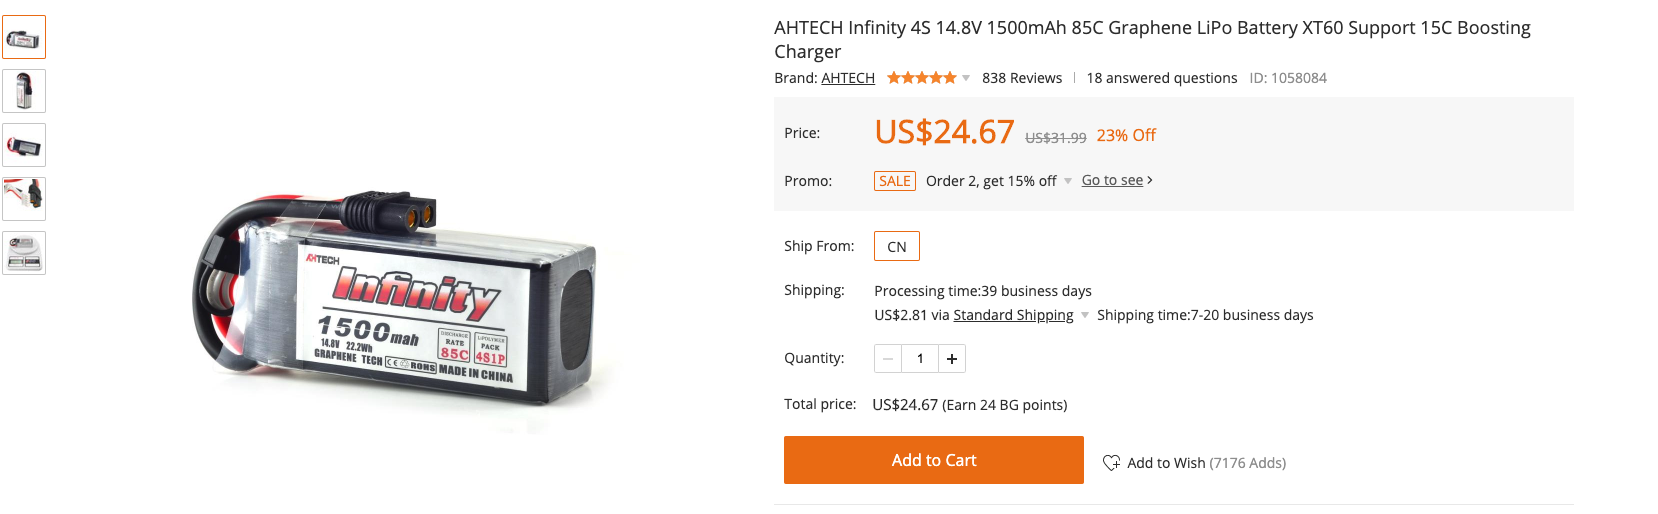 AHTECH Infinity 4S 14.8V 1500mAh 85C Graphene LiPo Battery XT60 Support 15C Boosting
Charger
Brand: AHTECH 838 Reviews 18 answered questions ID: 1058084
Price: US$24.67 US$31.99 23% Off
Promo: SALE Order 2, get 15% off Go to see
Ship From: CN
Shipping: Processing time:39 business days
US$2.81 via Standard Shipping Shipping time:7-20 business days
Quantity: 1
Total price: US$24.67 (Earn 24 BG points)
Add to Cart Add to Wish (7176 Adds)
AHTECH
Infinity
1500mah
14.8V 22.2Wh
GRAPHENE TECH CE ROHS MADE IN CHINA
DISCHARGE
RATE
85C
LIPOLYMER
PACK
4S1P